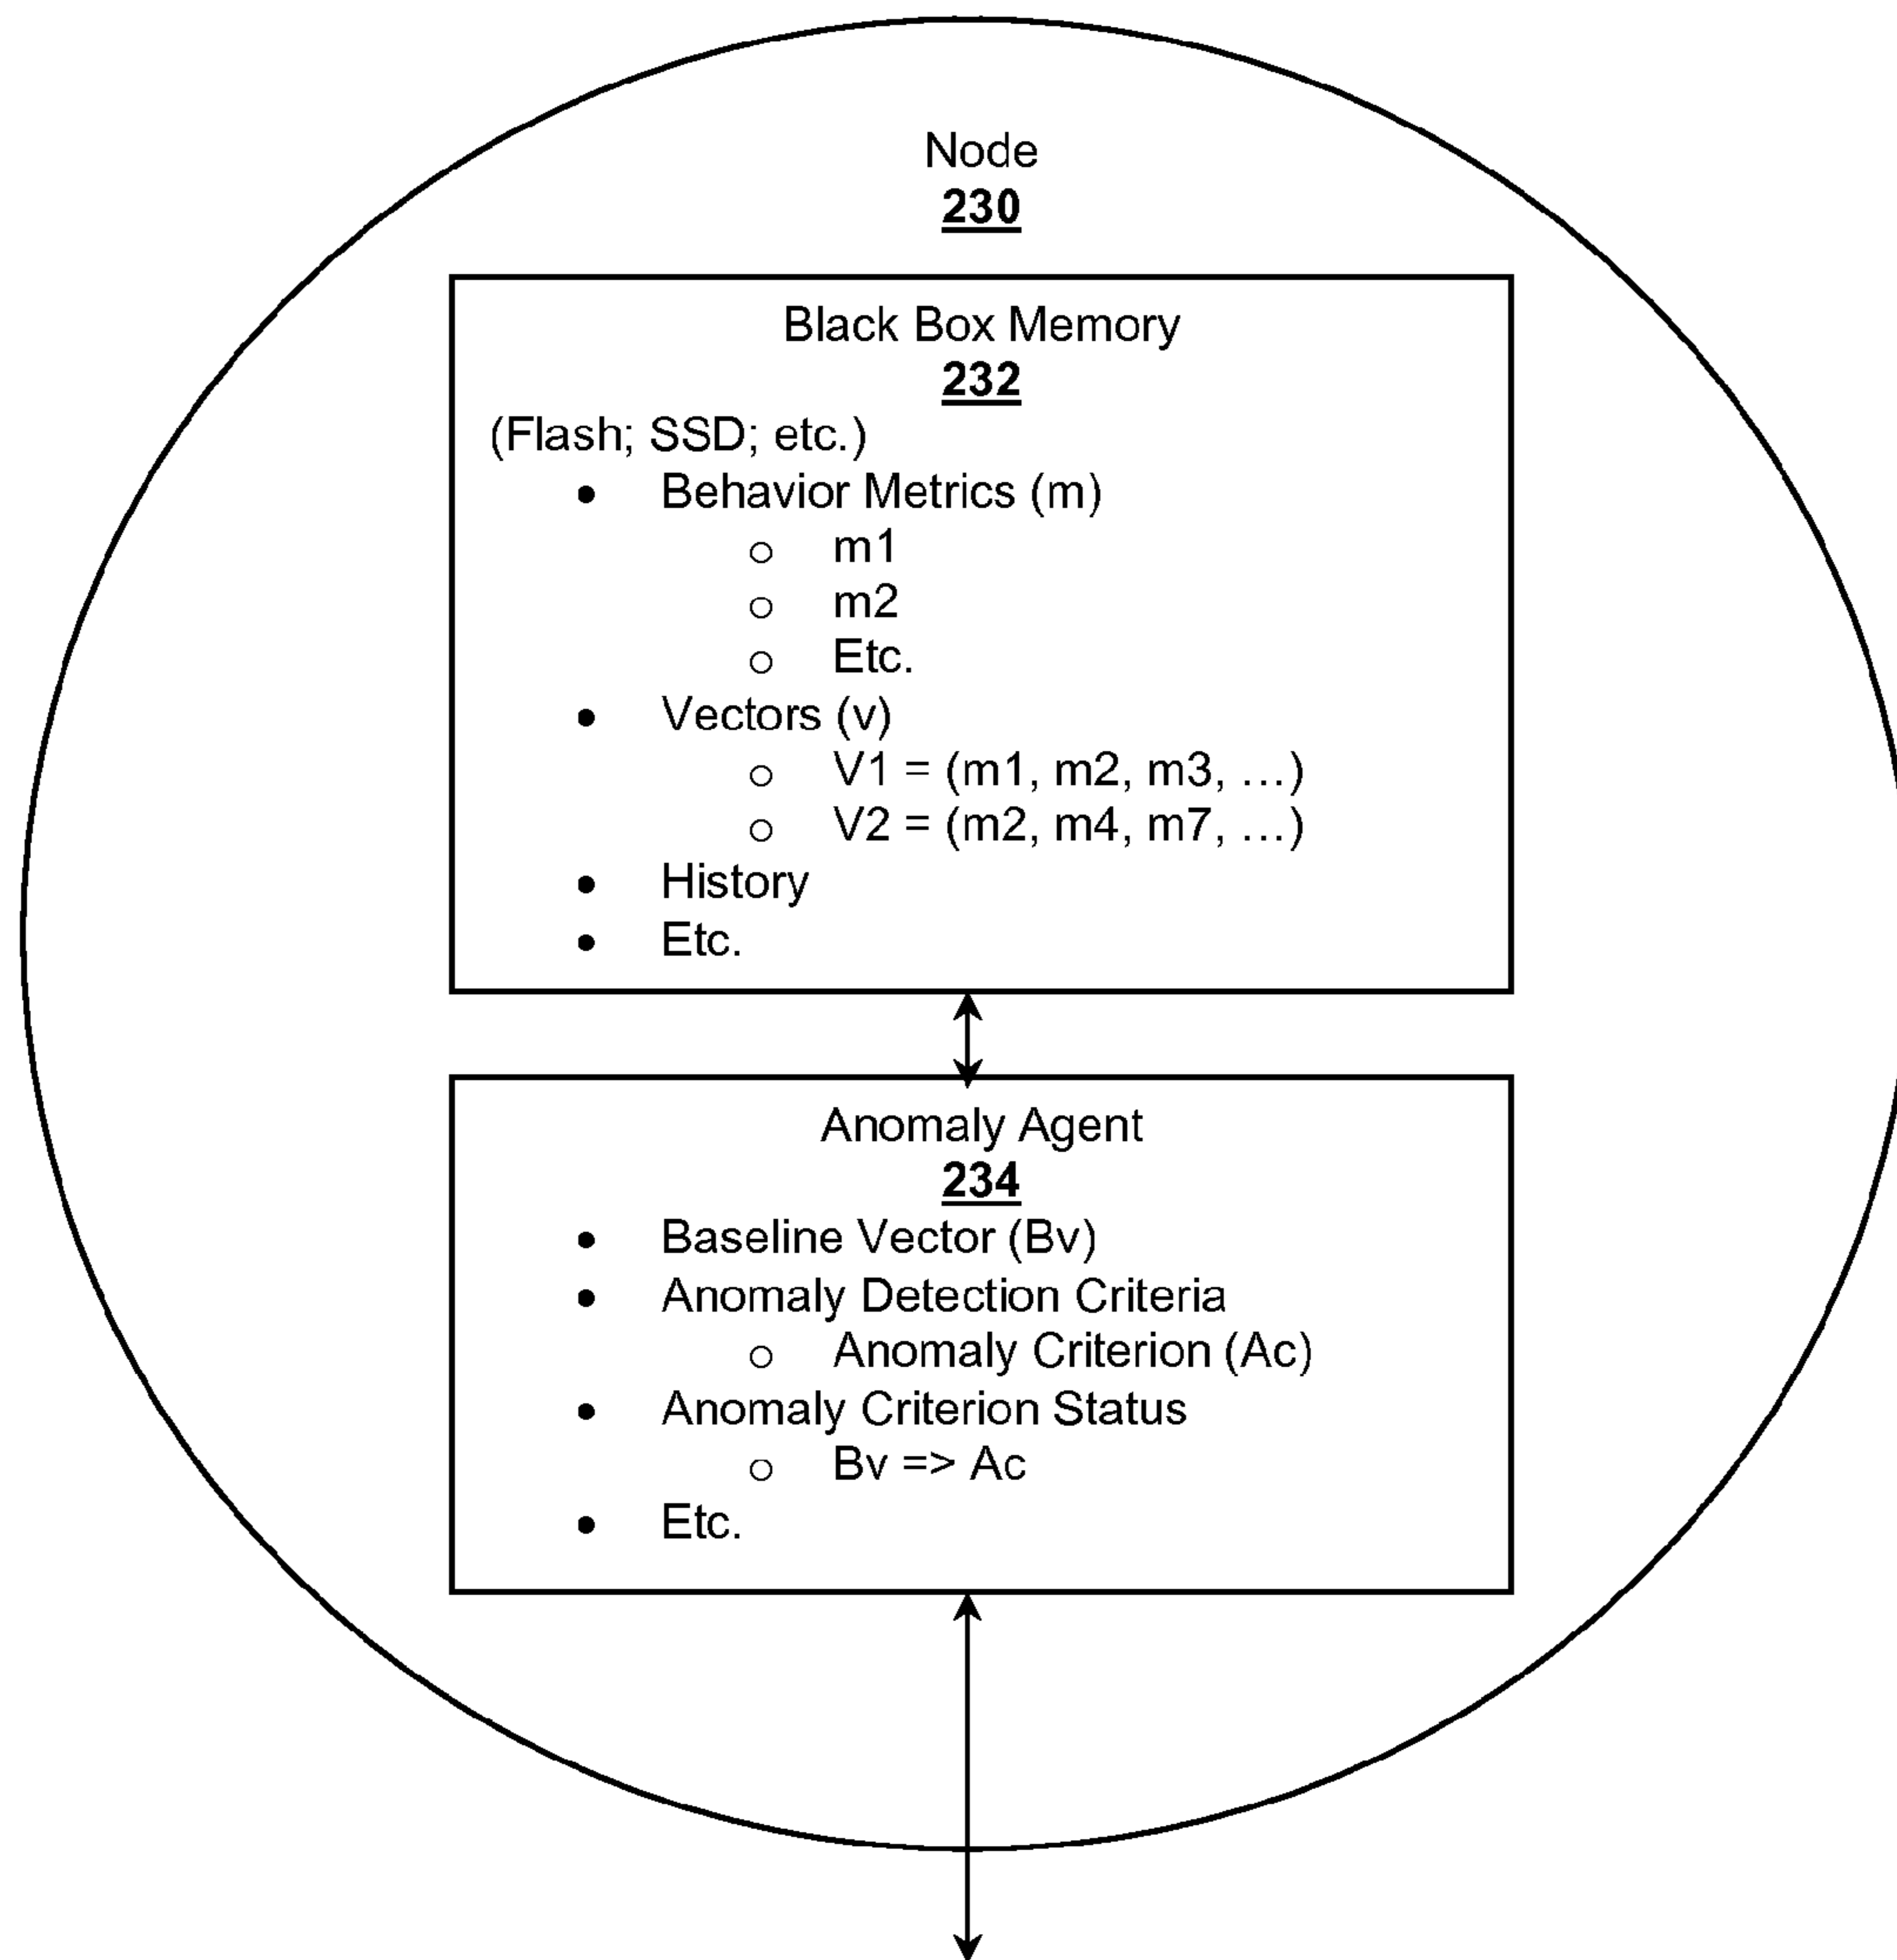 Node
230
Black Box Memory
232
(Flash; SSD; etc.)
• Behavior Metrics (m)
○ m1
○ m2
○ Etc.
• Vectors (v)
○ V1 = (m1, m2, m3, …)
○ V2 = (m2, m4, m7, …)
• History
• Etc.
Anomaly Agent
234
• Baseline Vector (Bv)
• Anomaly Detection Criteria
○ Anomaly Criterion (Ac)
• Anomaly Criterion Status
○ Bv => Ac
• Etc.